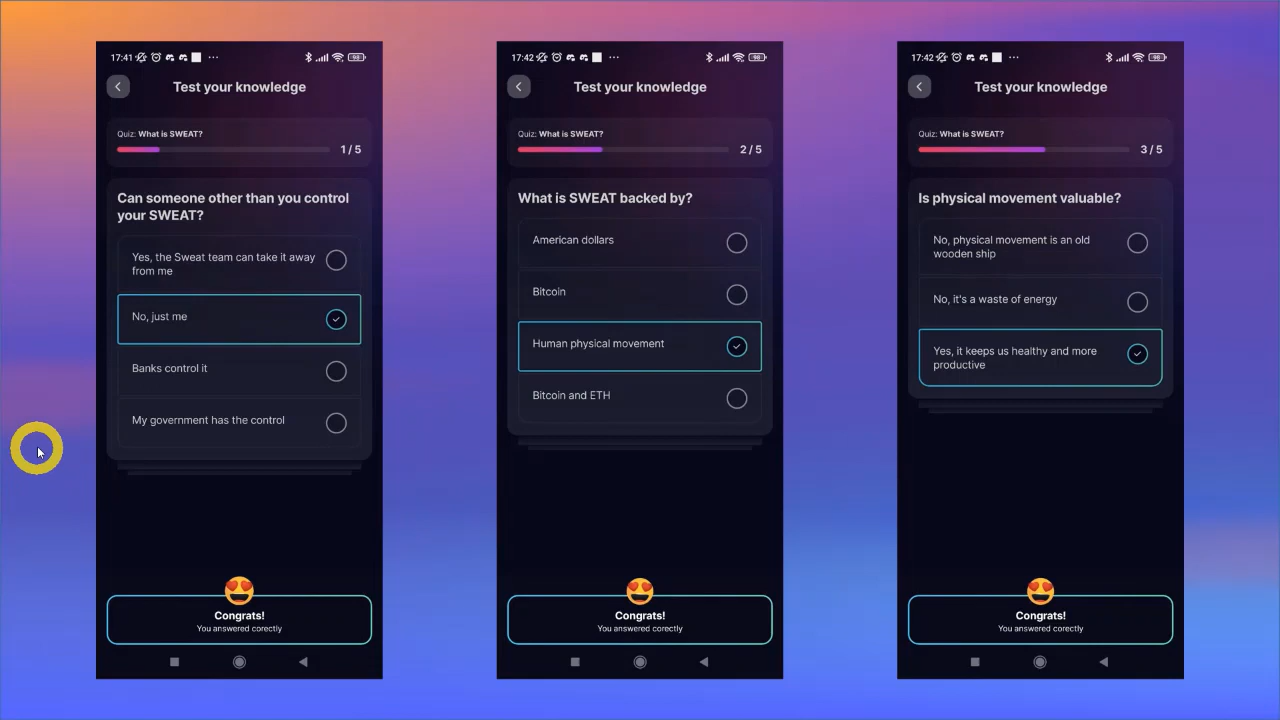 17:41
98
Test your knowledge
Quiz: What is SWEAT?
1 / 5
Can someone other than you control
your SWEAT?
Yes, the Sweat team can take it away
from me
No, just me
Banks control it
My government has the control
Congrats!
You answered corectly
17:42
98
Test your knowledge
Quiz: What is SWEAT?
2 / 5
What is SWEAT backed by?
American dollars
Bitcoin
Human physical movement
Bitcoin and ETH
Congrats!
You answered corectly
17:42
98
Test your knowledge
Quiz: What is SWEAT?
3 / 5
Is physical movement valuable?
No, physical movement is an old
wooden ship
No, it's a waste of energy
Yes, it keeps us healthy and more
productive
Congrats!
You answered corectly